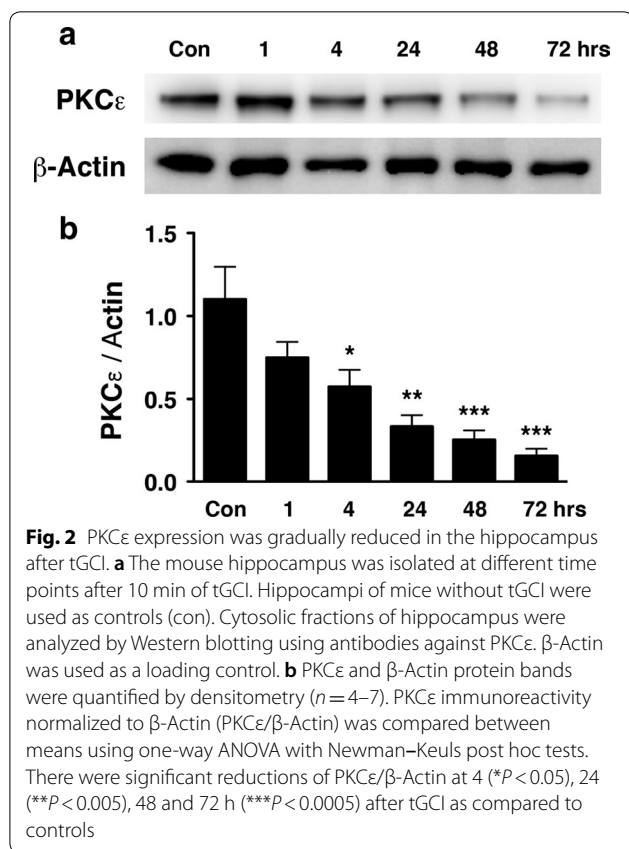 a
Con 1 4 24 48 72 hrs
PKCε
β-Actin
b
1.5
1.0
0.5
0.0
PKCε / Actin
* ** *** ***
Con 1 4 24 48 72 hrs
Fig. 2 PKCε expression was gradually reduced in the hippocampus
after tGCI. a The mouse hippocampus was isolated at different time
points after 10 min of tGCI. Hippocampi of mice without tGCI were
used as controls (con). Cytosolic fractions of hippocampus were
analyzed by Western blotting using antibodies against PKCε. β-Actin
was used as a loading control. b PKCε and β-Actin protein bands
were quantified by densitometry (n = 4–7). PKCε immunoreactivity
normalized to β-Actin (PKCε/β-Actin) was compared between
means using one-way ANOVA with Newman–Keuls post hoc tests.
There were significant reductions of PKCε/β-Actin at 4 (*P < 0.05), 24
(**P < 0.005), 48 and 72 h (***P < 0.0005) after tGCI as compared to
controls